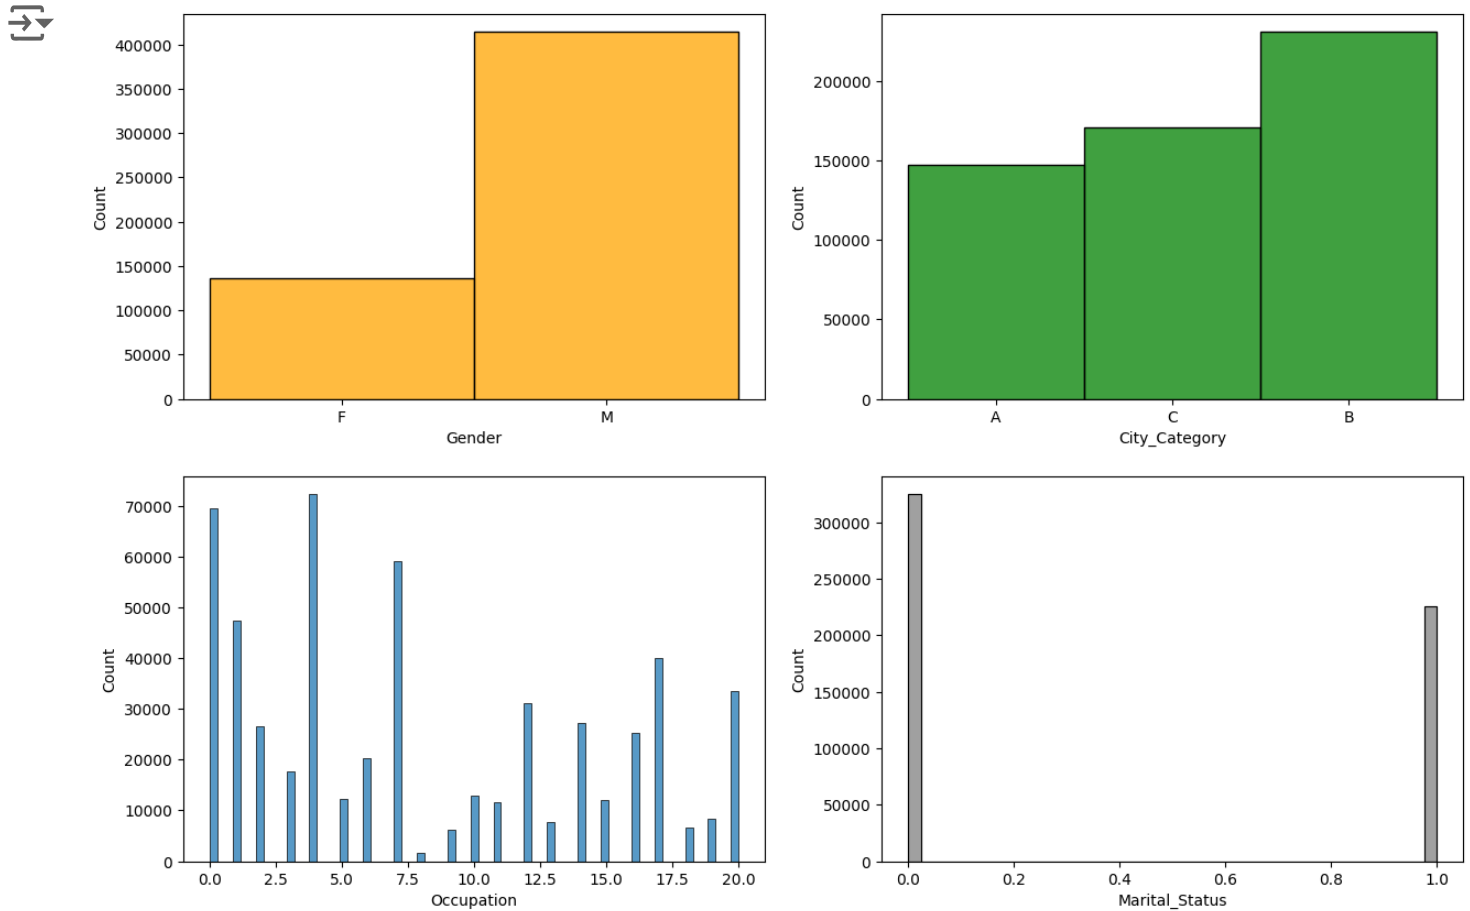 400000
350000
300000
250000
200000
150000
100000
50000
0
Count
F M
Gender
200000
150000
100000
50000
0
Count
A C B
City_Category
70000
60000
50000
40000
30000
20000
10000
0
Count
0.0 2.5 5.0 7.5 10.0 12.5 15.0 17.5 20.0
Occupation
300000
250000
200000
150000
100000
50000
0
Count
0.0 0.2 0.4 0.6 0.8 1.0
Marital_Status